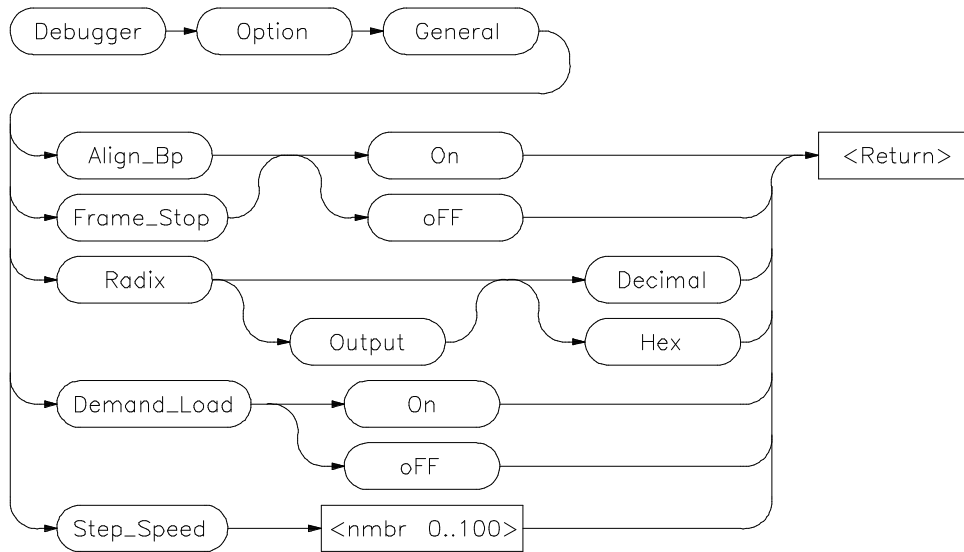 Debugger Option General
Align_Bp On <Return>
Frame_Stop oFF
Radix Decimal
Output Hex
Demand_Load On
oFF
Step_Speed <nmbr 0..100>